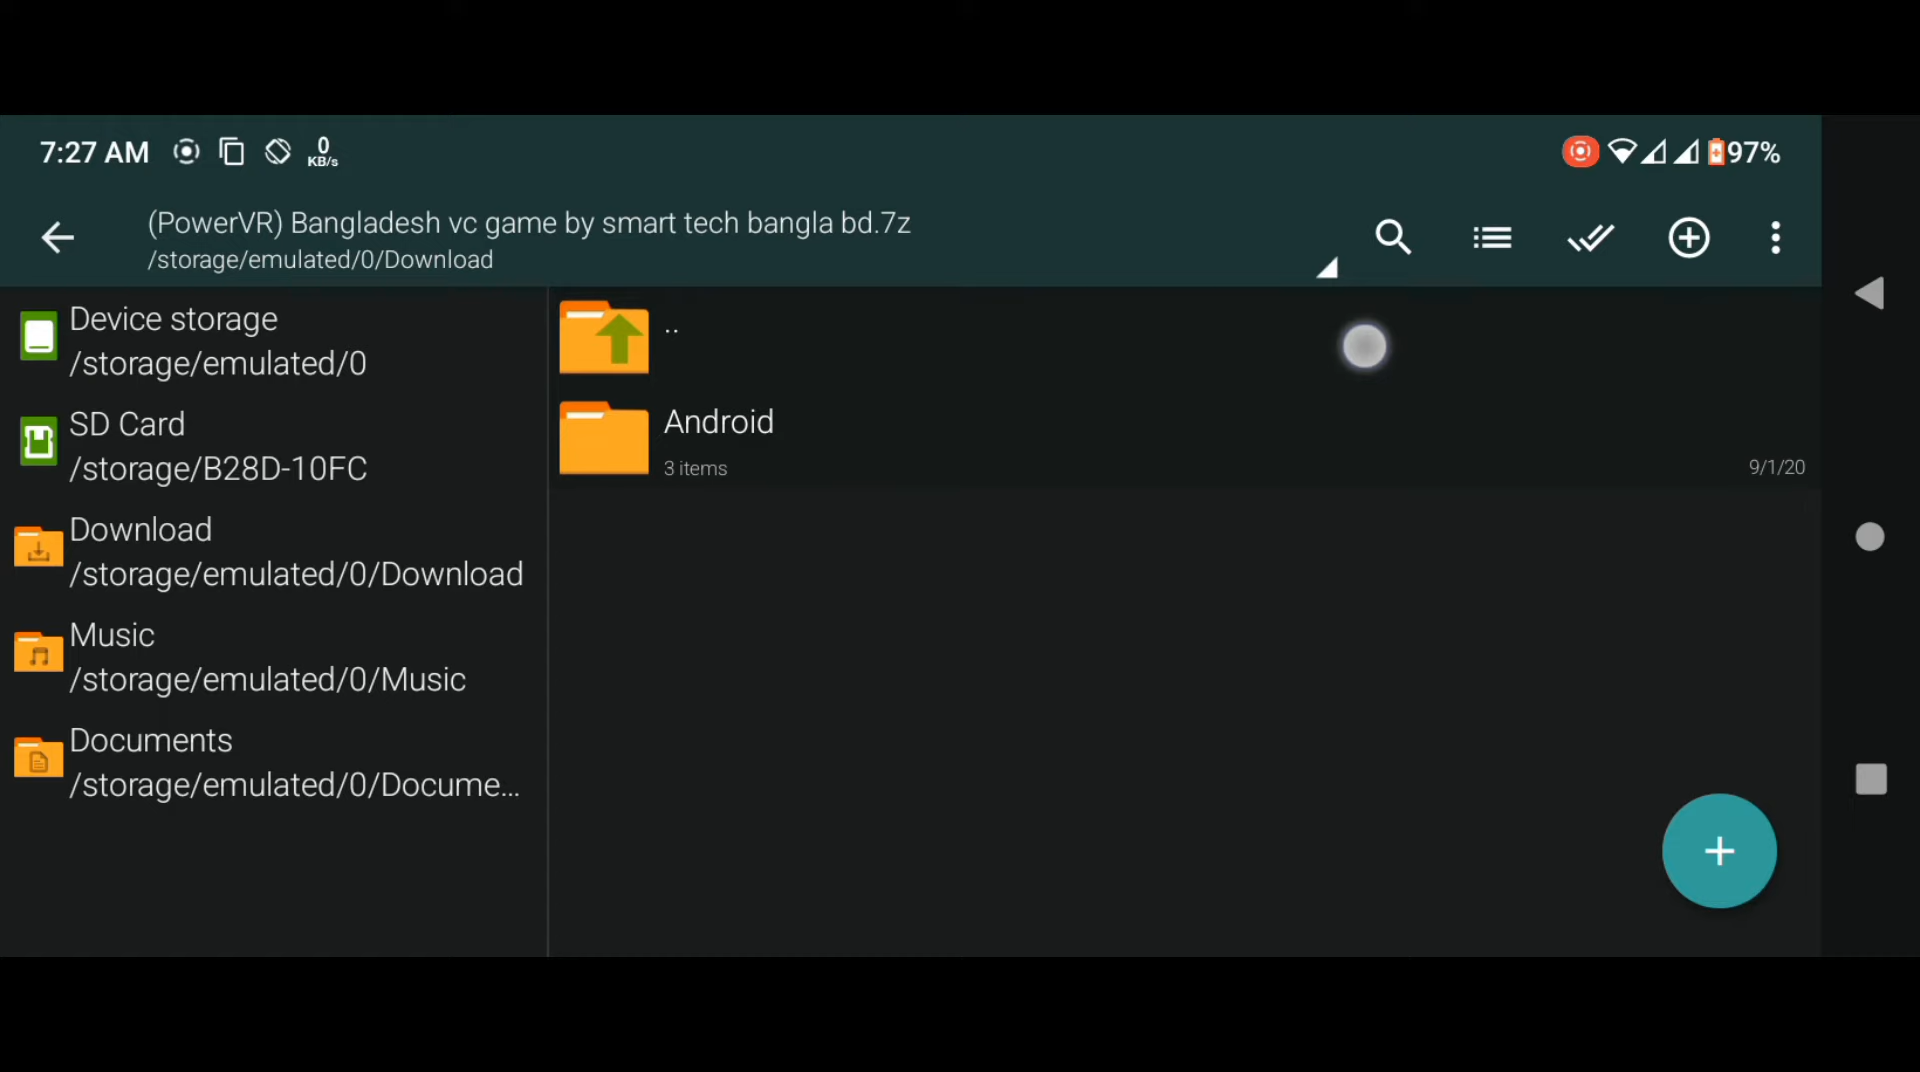 7:27 AM 0 KB/s 97%
(PowerVR) Bangladesh vc game by smart tech bangla bd.7z
/storage/emulated/0/Download
Device storage
/storage/emulated/0
SD Card
/storage/B28D-10FC
Download
/storage/emulated/0/Download
Music
/storage/emulated/0/Music
Documents
/storage/emulated/0/Docume...
..
Android
3 items 9/1/20